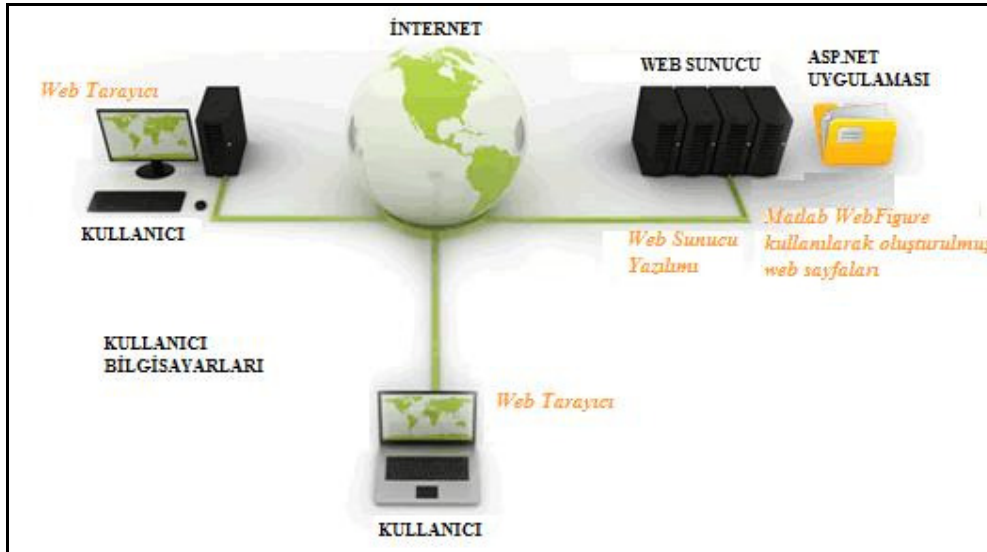 İNTERNET
WEB SUNUCU
ASP.NET
UYGULAMASI
Web Tarayıcı
KULLANICI
Web Sunucu
Yazılımı
Matlab WebFigure
kullanılarak oluşturulmuş
web sayfaları
KULLANICI
BİLGİSAYARLARI
Web Tarayıcı
KULLANICI